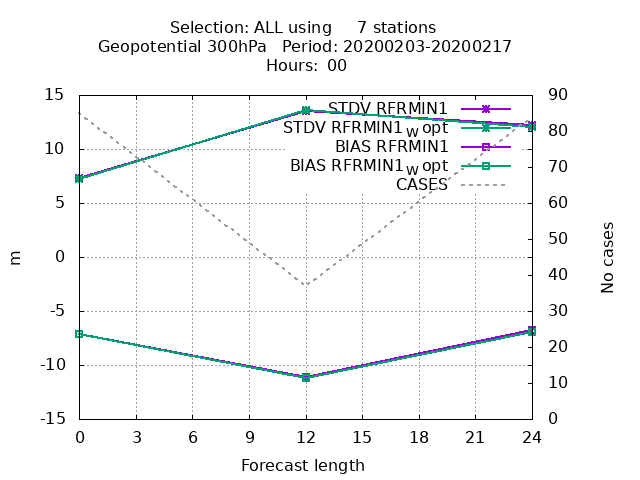 Selection: ALL using     7 stations
Geopotential 300hPa   Period: 20200203-20200217
Hours:  00
STDV RFRMIN1
STDV RFRMIN1w opt
BIAS RFRMIN1
BIAS RFRMIN1w opt
CASES
15
10
5
0
-5
-10
-15
m
90
80
70
60
50
40
30
20
10
0
No cases
0 3 6 9 12 15 18 21 24
Forecast length